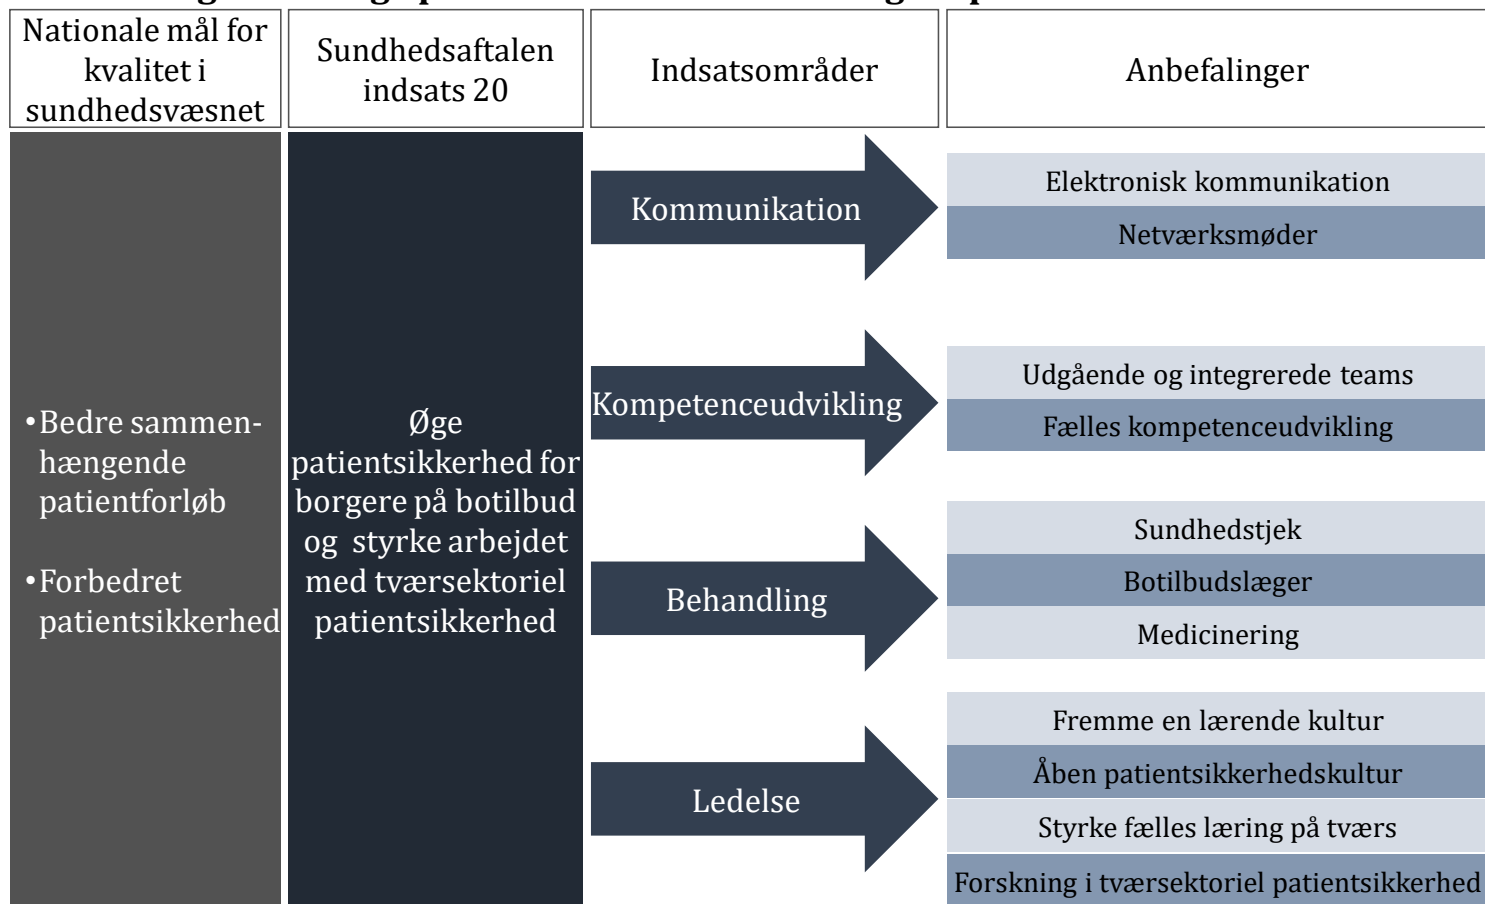 Nationale mål for
kvalitet i
sundhedsvæsnet
Sundhedsaftalen
indsats 20
Indsatsområder
Anbefalinger
•Bedre sammen-
hængende
patientforløb
•Forbedret
patientsikkerhed
Øge
patientsikkerhed for
borgere på botilbud
og styrke arbejdet
med tværsektoriel
patientsikkerhed
Kommunikation
Elektronisk kommunikation
Netværksmøder
Kompetenceudvikling
Udgående og integrerede teams
Fælles kompetenceudvikling
Behandling
Sundhedstjek
Botilbudslæger
Medicinering
Ledelse
Fremme en lærende kultur
Åben patientsikkerhedskultur
Styrke fælles læring på tværs
Forskning i tværsektoriel patientsikkerhed